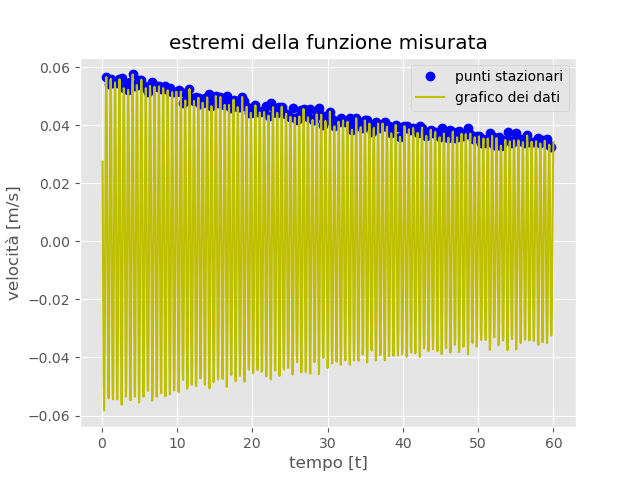 estremi della funzione misurata
punti stazionari
grafico dei dati
velocità [m/s]
0.06
0.04
0.02
0.00
−0.02
−0.04
−0.06
0 10 20 30 40 50 60
tempo [t]